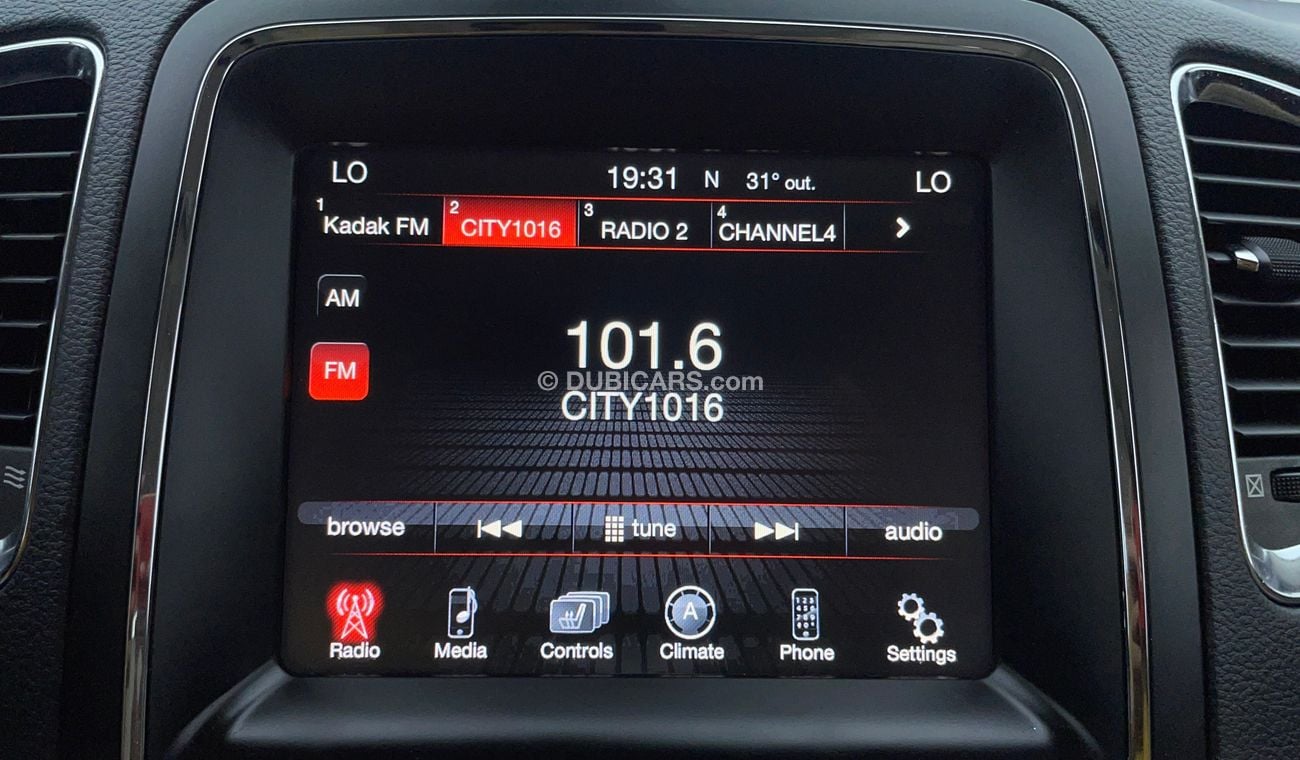 LO 19:31 N 31° out. LO
1 Kadak FM 2 CITY1016 3 RADIO 2 4 CHANNEL4
AM
101.6
FM
© DUBICARS.com
CITY1016
browse tune audio
Radio Media Controls A Climate Phone Settings